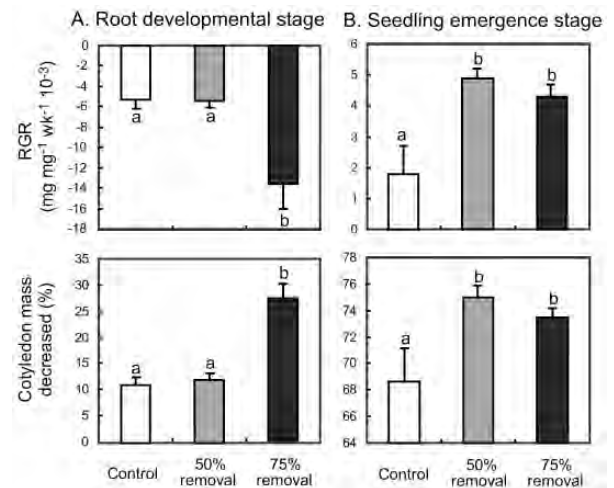 A. Root developmental stage
B. Seedling emergence stage
RGR
(mg mg-1 wk-1 10-3)
0
-2
-4
-6
-8
-10
-12
-14
-16
-18
a
a
b
6
5
4
3
2
1
0
a
b
b
Cotyledon mass
decreased (%)
35
30
25
20
15
10
5
0
a
a
b
78
76
74
72
70
68
66
64
a
b
b
Control
50%
removal
75%
removal
Control
50%
removal
75%
removal